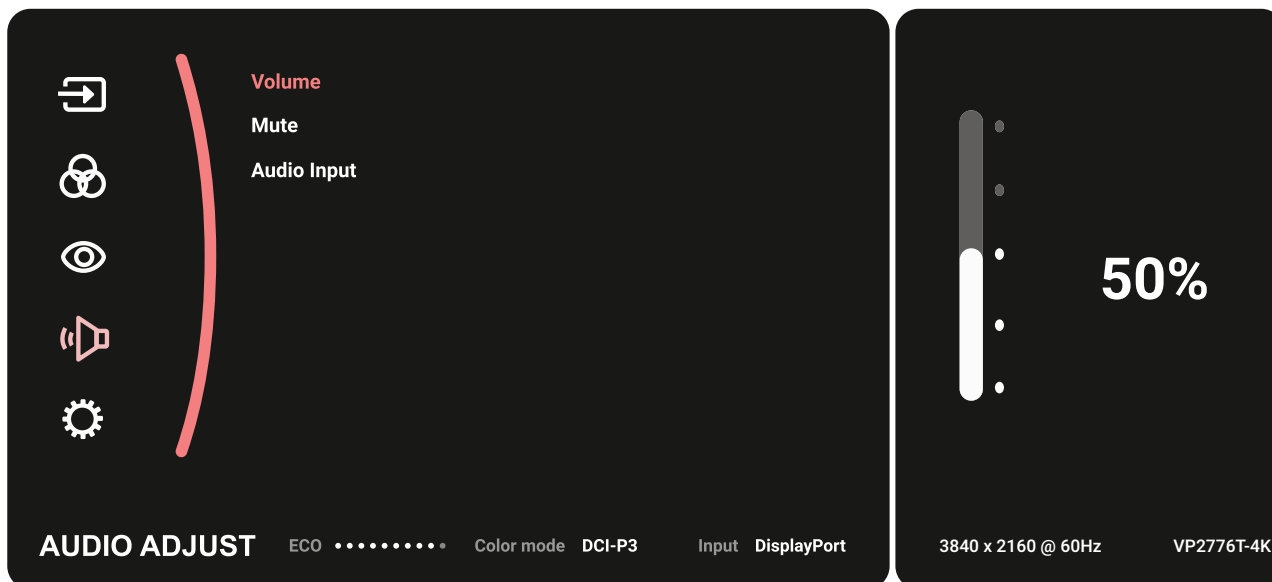 Volume
Mute
Audio Input
50%
AUDIO ADJUST ECO Color mode DCI-P3 Input DisplayPort 3840 x 2160 @ 60Hz VP2776T-4K